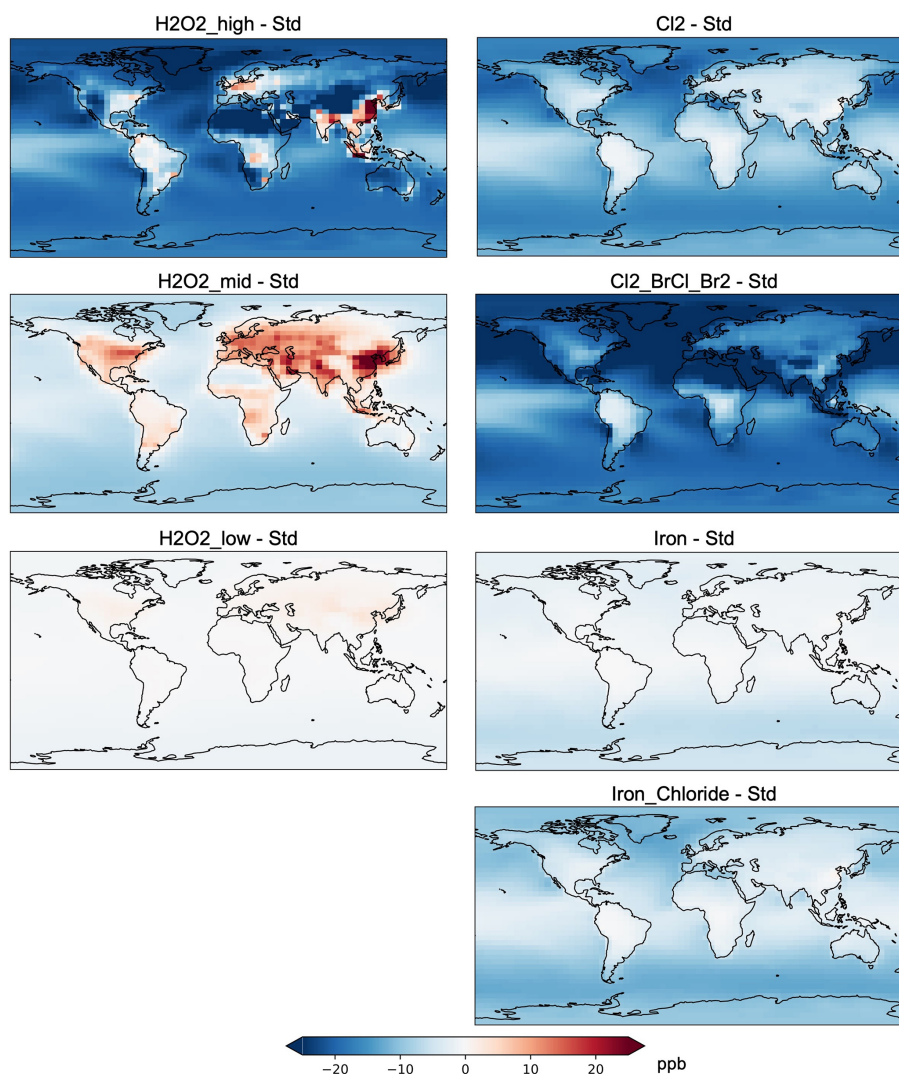 H2O2_high - Std
Cl2 - Std
H2O2_mid - Std
Cl2_BrCl_Br2 - Std
H2O2_low - Std
Iron - Std
Iron_Chloride - Std
−20 −10 0 10 20 ppb